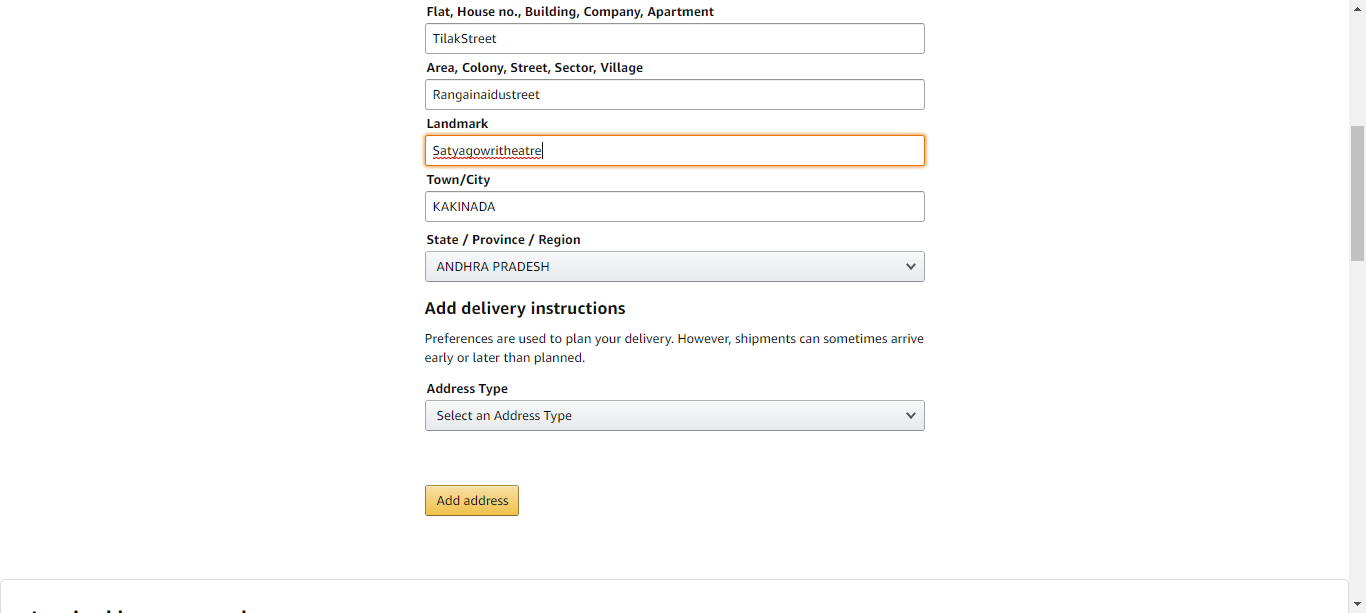 Flat, House no., Building, Company, Apartment
TilakStreet
Area, Colony, Street, Sector, Village
Rangainaidustreet
Landmark
Satyagowritheatre
Town/City
KAKINADA
State / Province / Region
ANDHRA PRADESH
Add delivery instructions
Preferences are used to plan your delivery. However, shipments can sometimes arrive
early or later than planned.
Address Type
Select an Address Type
Add address